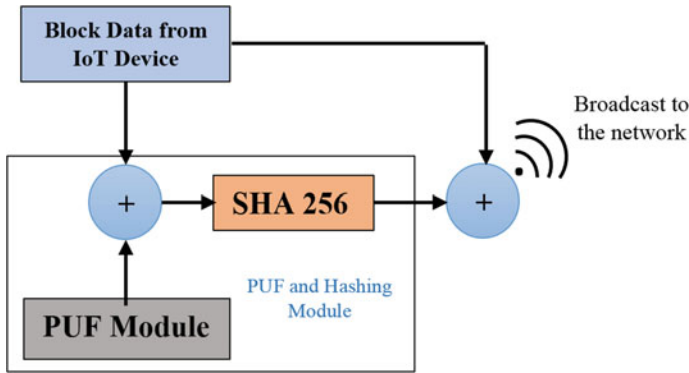 Block Data from
IoT Device
Broadcast to
the network
+
SHA 256
+
PUF and Hashing
Module
PUF Module